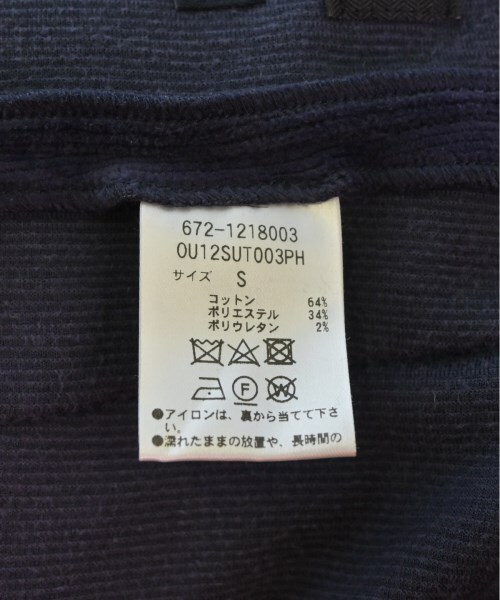 672-1218003
OU12SUT003PH
サイズ S
コットン 64%
ポリエステル 34%
ポリウレタン 2%
●アイロンは、裏から当てて下さ
い。
●濡れたままの放置や、長時間の